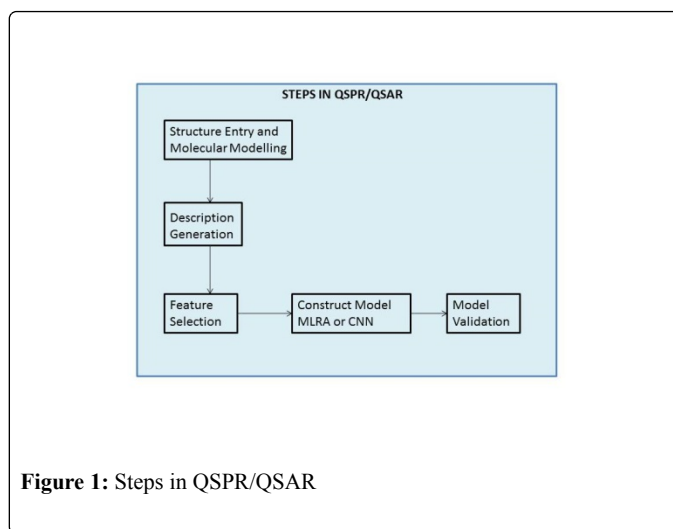 STEPS IN QSPR/QSAR
Structure Entry and
Molecular Modelling
Description
Generation
Feature
Selection
Construct Model
MLRA or CNN
Model
Validation
Figure 1: Steps in QSPR/QSAR